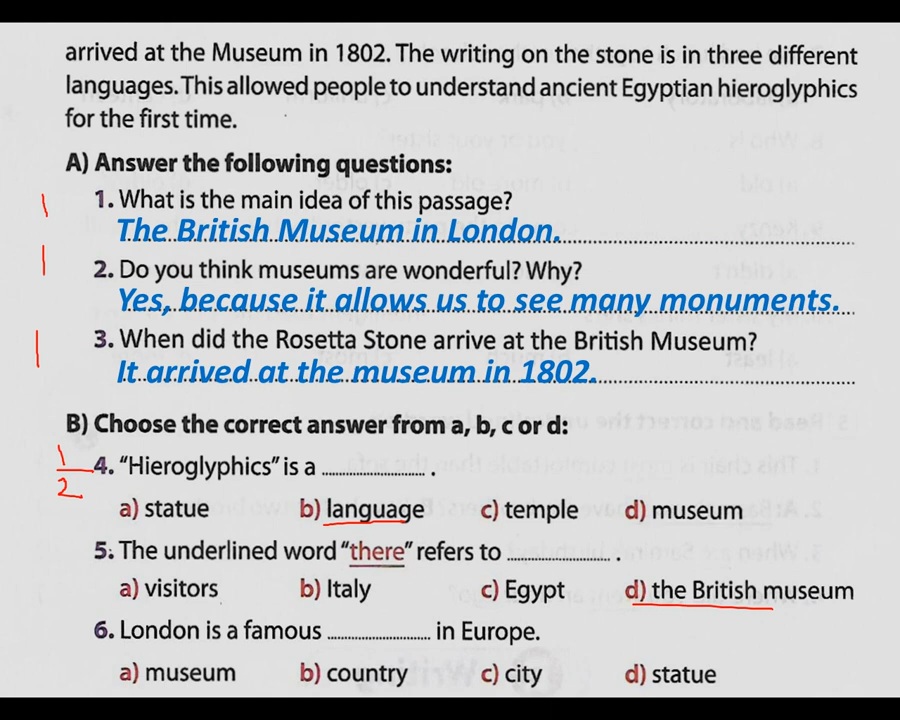 arrived at the Museum in 1802. The writing on the stone is in three different
languages. This allowed people to understand ancient Egyptian hieroglyphics
for the first time.
A) Answer the following questions:
1. What is the main idea of this passage?
The British Museum in London.
2. Do you think museums are wonderful? Why?
Yes, because it allows us to see many monuments.
3. When did the Rosetta Stone arrive at the British Museum?
It arrived at the museum in 1802.
B) Choose the correct answer from a, b, c or d:
4. “Hieroglyphics” is a .......................... .
a) statue b) language c) temple d) museum
5. The underlined word “there” refers to .......................... .
a) visitors b) Italy c) Egypt d) the British museum
6. London is a famous .......................... in Europe.
a) museum b) country c) city d) statue
1
1
1
1/2